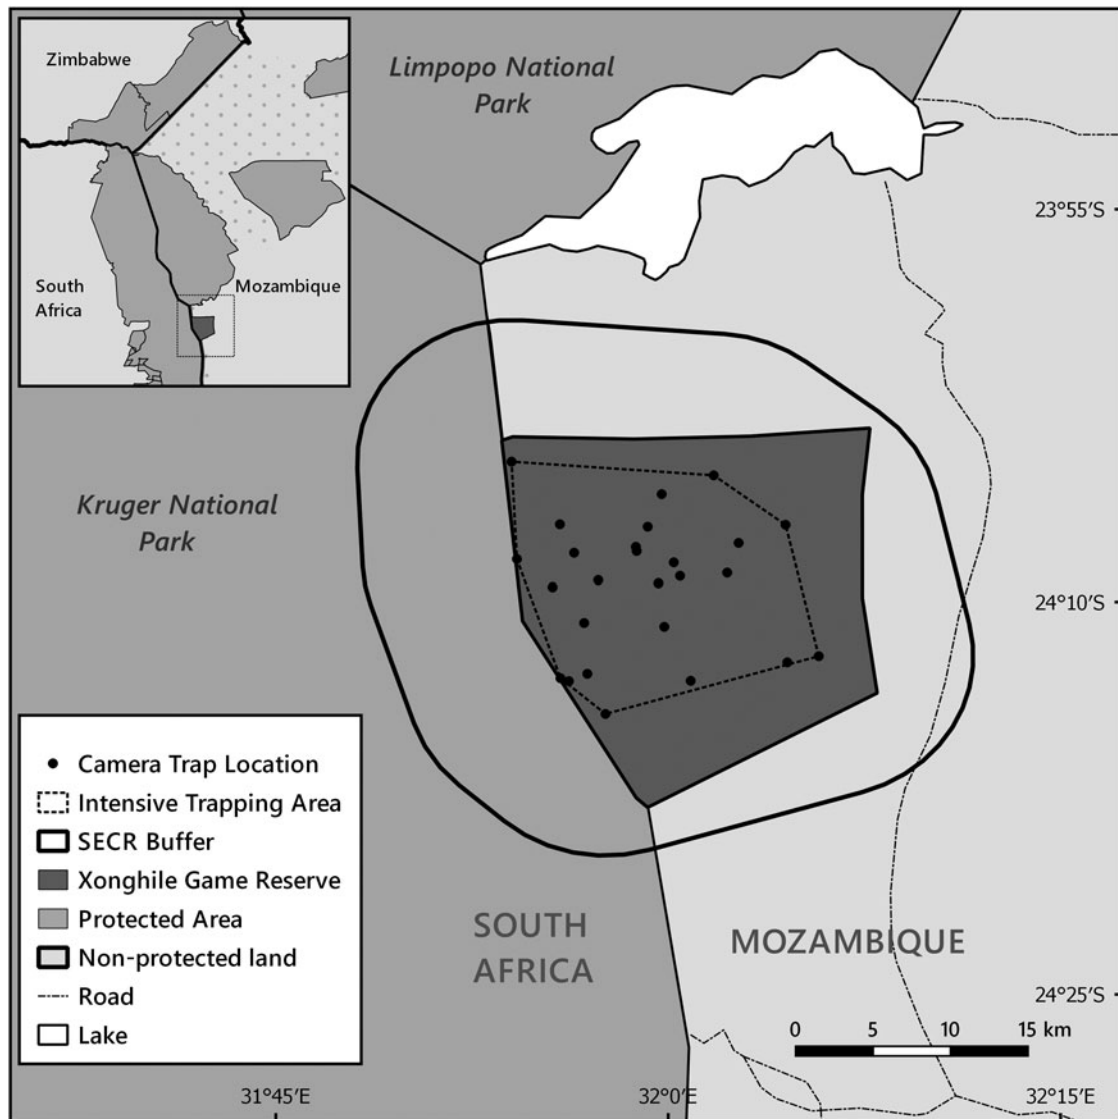 Zimbabwe
South
Africa
Mozambique
Limpopo National
Park
23°55′S
Kruger National
Park
24°10′S
Camera Trap Location
Intensive Trapping Area
SECR Buffer
Xonghile Game Reserve
Protected Area
Non-protected land
Road
Lake
SOUTH
AFRICA
MOZAMBIQUE
24°25′S
0 5 10 15 km
31°45′E
32°0′E
32°15′E